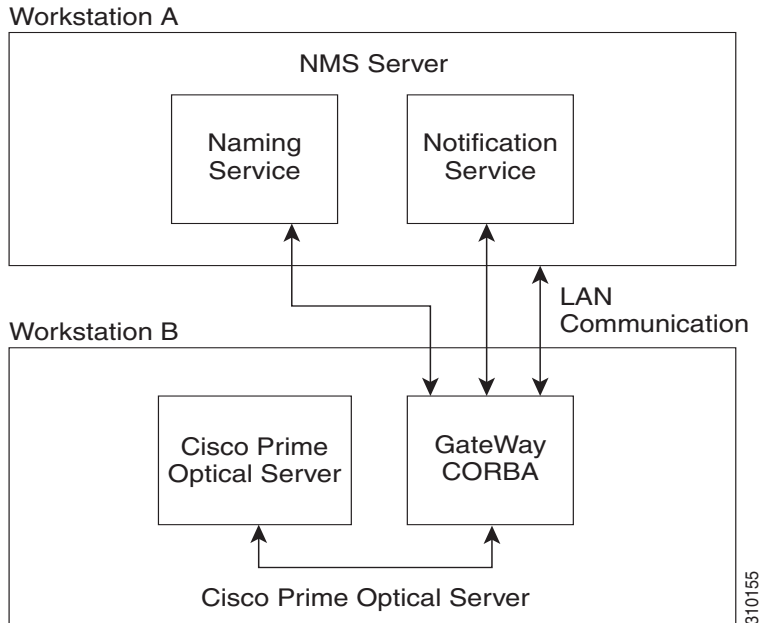 Workstation A
NMS Server
Naming
Service
Notification
Service
LAN
Communication
Workstation B
Cisco Prime
Optical Server
GateWay
CORBA
Cisco Prime Optical Server
310155